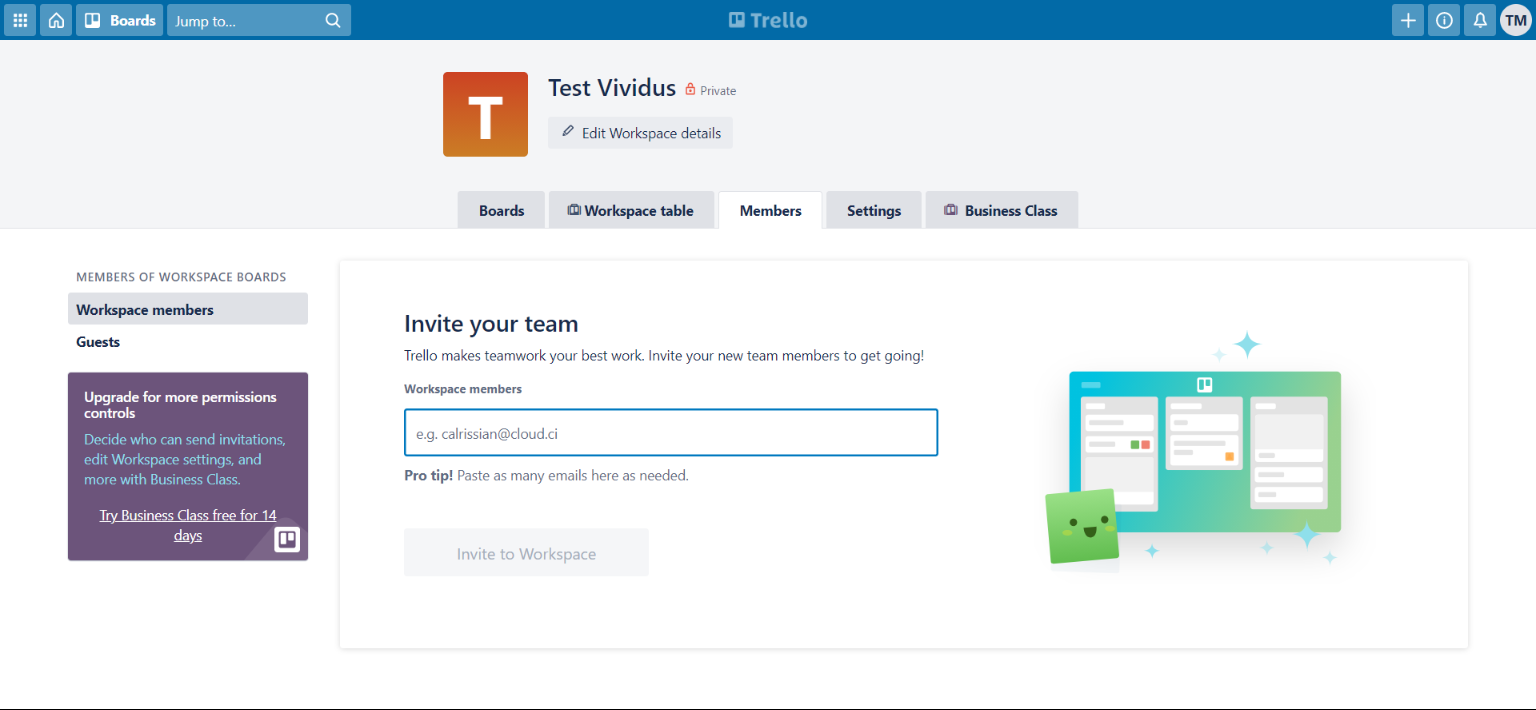 Boards
Jump to...
Trello
TM
T
Test Vividus
Private
Edit Workspace details
Boards
Workspace table
Members
Settings
Business Class
MEMBERS OF WORKSPACE BOARDS
Workspace members
Guests
Upgrade for more permissions
controls
Decide who can send invitations,
edit Workspace settings, and
more with Business Class.
Try Business Class free for 14
days
Invite your team
Trello makes teamwork your best work. Invite your new team members to get going!
Workspace members
e.g. calrissian@cloud.ci
Pro tip! Paste as many emails here as needed.
Invite to Workspace